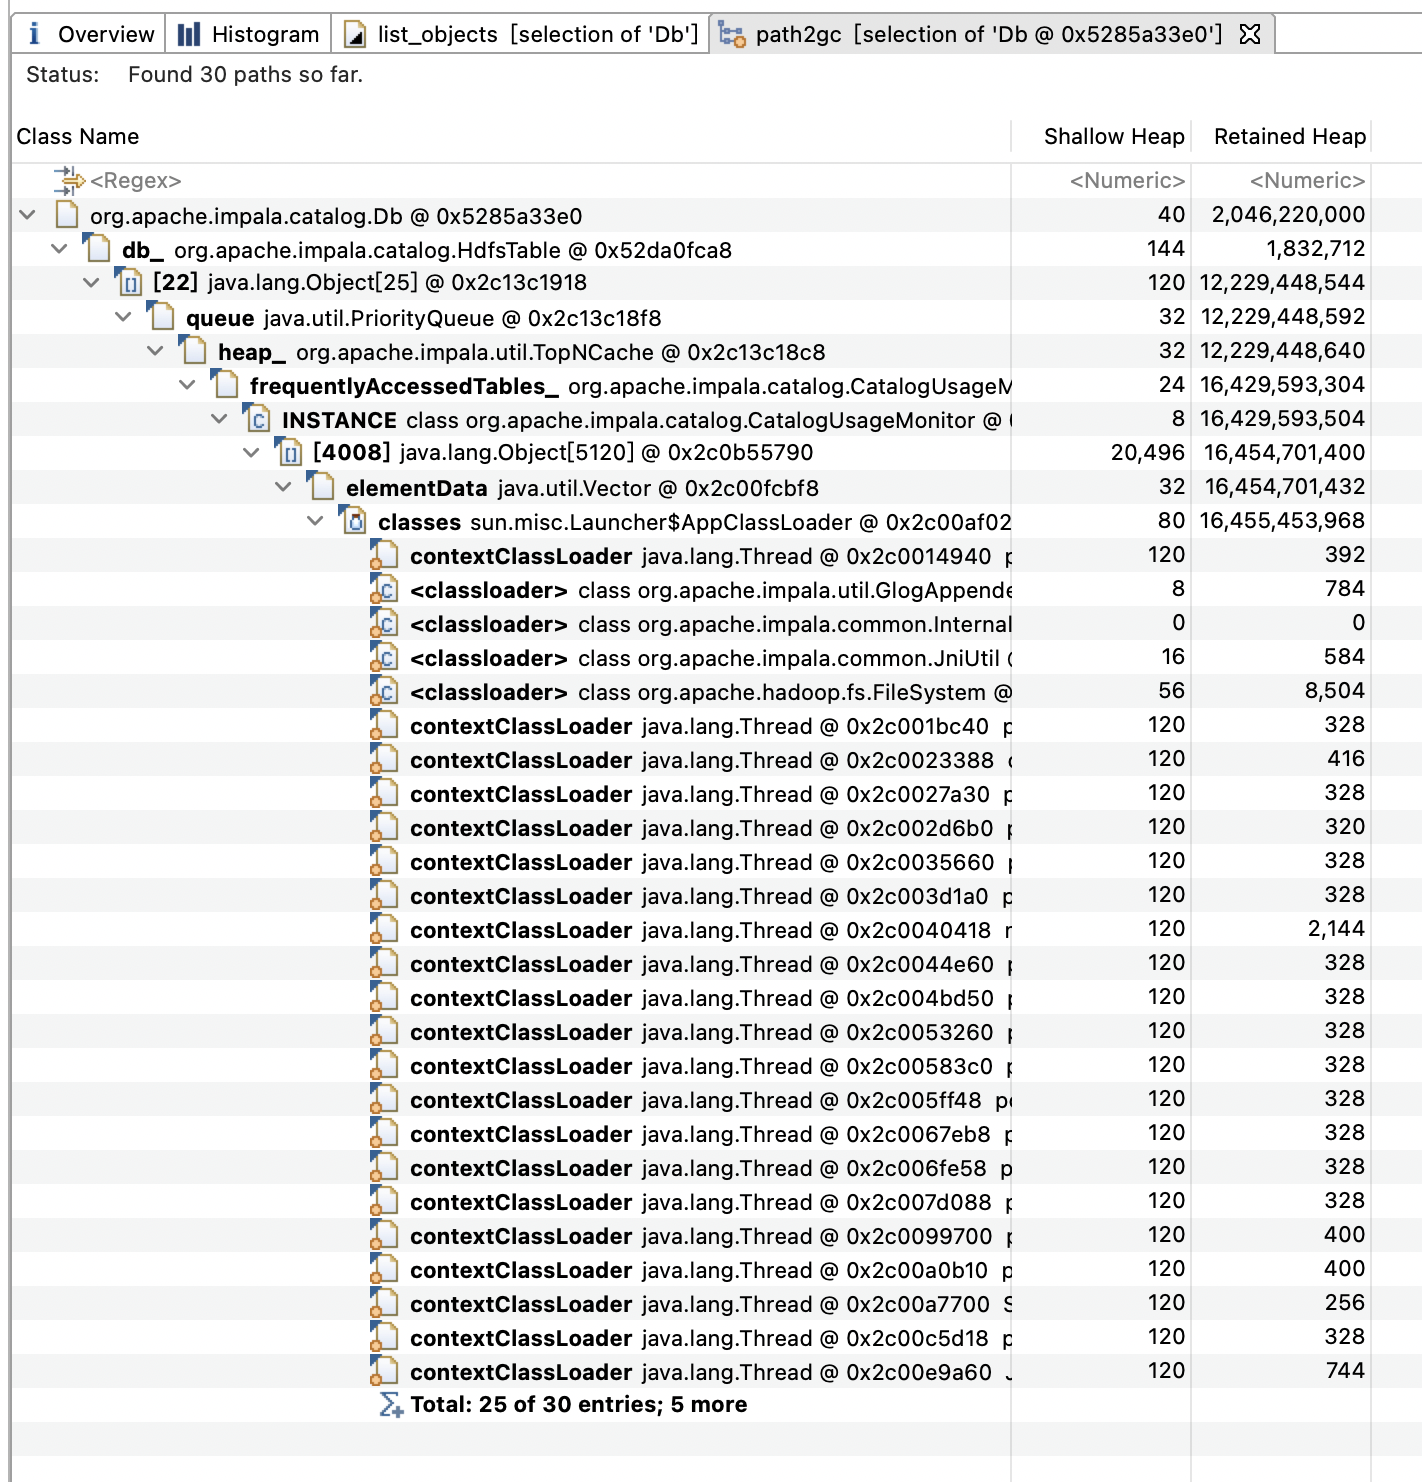 Overview Histogram list_objects [selection of 'Db'] path2gc [selection of 'Db @ 0x5285a33e0']
Status: Found 30 paths so far.
Class Name Shallow Heap Retained Heap
<Regex> <Numeric> <Numeric>
org.apache.impala.catalog.Db @ 0x5285a33e0 40 2,046,220,000
db_ org.apache.impala.catalog.HdfsTable @ 0x52da0fca8 144 1,832,712
[22] java.lang.Object[25] @ 0x2c13c1918 120 12,229,448,544
queue java.util.PriorityQueue @ 0x2c13c18f8 32 12,229,448,592
heap_ org.apache.impala.util.TopNCache @ 0x2c13c18c8 32 12,229,448,640
frequentlyAccessedTables_ org.apache.impala.catalog.CatalogUsageM 24 16,429,593,304
INSTANCE class org.apache.impala.catalog.CatalogUsageMonitor @ 8 16,429,593,504
[4008] java.lang.Object[5120] @ 0x2c0b55790 20,496 16,454,701,400
elementData java.util.Vector @ 0x2c00fcbf8 32 16,454,701,432
classes sun.misc.Launcher$AppClassLoader @ 0x2c00af02 80 16,455,453,968
contextClassLoader java.lang.Thread @ 0x2c0014940 p 120 392
<classloader> class org.apache.impala.util.GlogAppende 8 784
<classloader> class org.apache.impala.common.Internal 0 0
<classloader> class org.apache.impala.common.JniUtil 16 584
<classloader> class org.apache.hadoop.fs.FileSystem @ 56 8,504
contextClassLoader java.lang.Thread @ 0x2c001bc40 p 120 328
contextClassLoader java.lang.Thread @ 0x2c0023388 120 416
contextClassLoader java.lang.Thread @ 0x2c0027a30 p 120 328
contextClassLoader java.lang.Thread @ 0x2c002d6b0 120 320
contextClassLoader java.lang.Thread @ 0x2c0035660 p 120 328
contextClassLoader java.lang.Thread @ 0x2c003d1a0 p 120 328
contextClassLoader java.lang.Thread @ 0x2c0040418 120 2,144
contextClassLoader java.lang.Thread @ 0x2c0044e60 120 328
contextClassLoader java.lang.Thread @ 0x2c004bd50 120 328
contextClassLoader java.lang.Thread @ 0x2c0053260 120 328
contextClassLoader java.lang.Thread @ 0x2c00583c0 120 328
contextClassLoader java.lang.Thread @ 0x2c005ff48 po 120 328
contextClassLoader java.lang.Thread @ 0x2c0067eb8 p 120 328
contextClassLoader java.lang.Thread @ 0x2c006fe58 p 120 328
contextClassLoader java.lang.Thread @ 0x2c007d088 p 120 328
contextClassLoader java.lang.Thread @ 0x2c0099700 120 400
contextClassLoader java.lang.Thread @ 0x2c00a0b10 p 120 400
contextClassLoader java.lang.Thread @ 0x2c00a7700 S 120 256
contextClassLoader java.lang.Thread @ 0x2c00c5d18 p 120 328
contextClassLoader java.lang.Thread @ 0x2c00e9a60 120 744
Total: 25 of 30 entries; 5 more